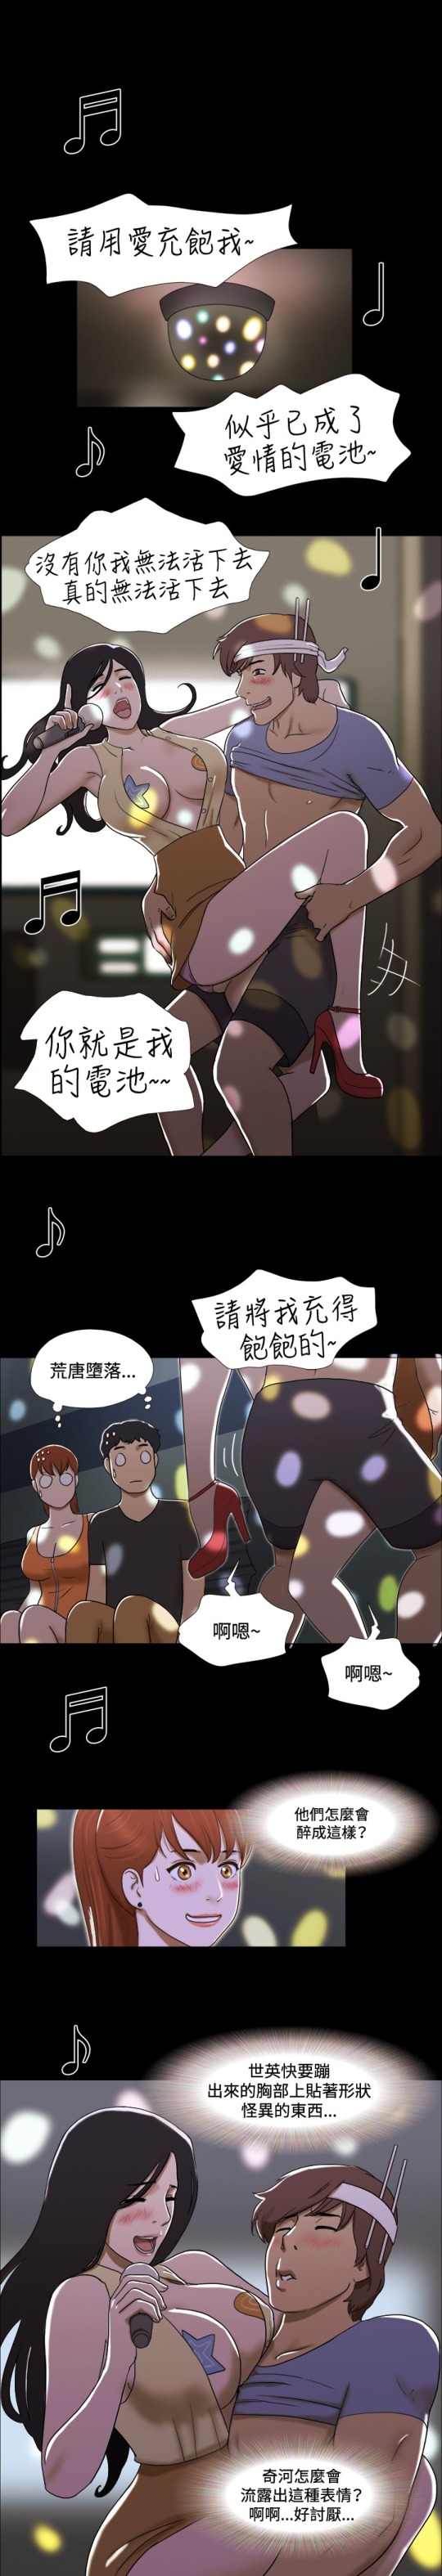 請用愛充飽我~
似乎已成了
愛情的電池~
沒有你我無法活下去
真的無法活下去
你就是我
的電池~~
請將我充得
飽飽的~
荒唐墮落...
啊嗯~
啊嗯~
他們怎麼會
醉成這樣？
世英快要蹦
出來的胸部上貼著形狀
怪異的東西...
奇河怎麼會
流露出這種表情？
啊啊...好討厭...